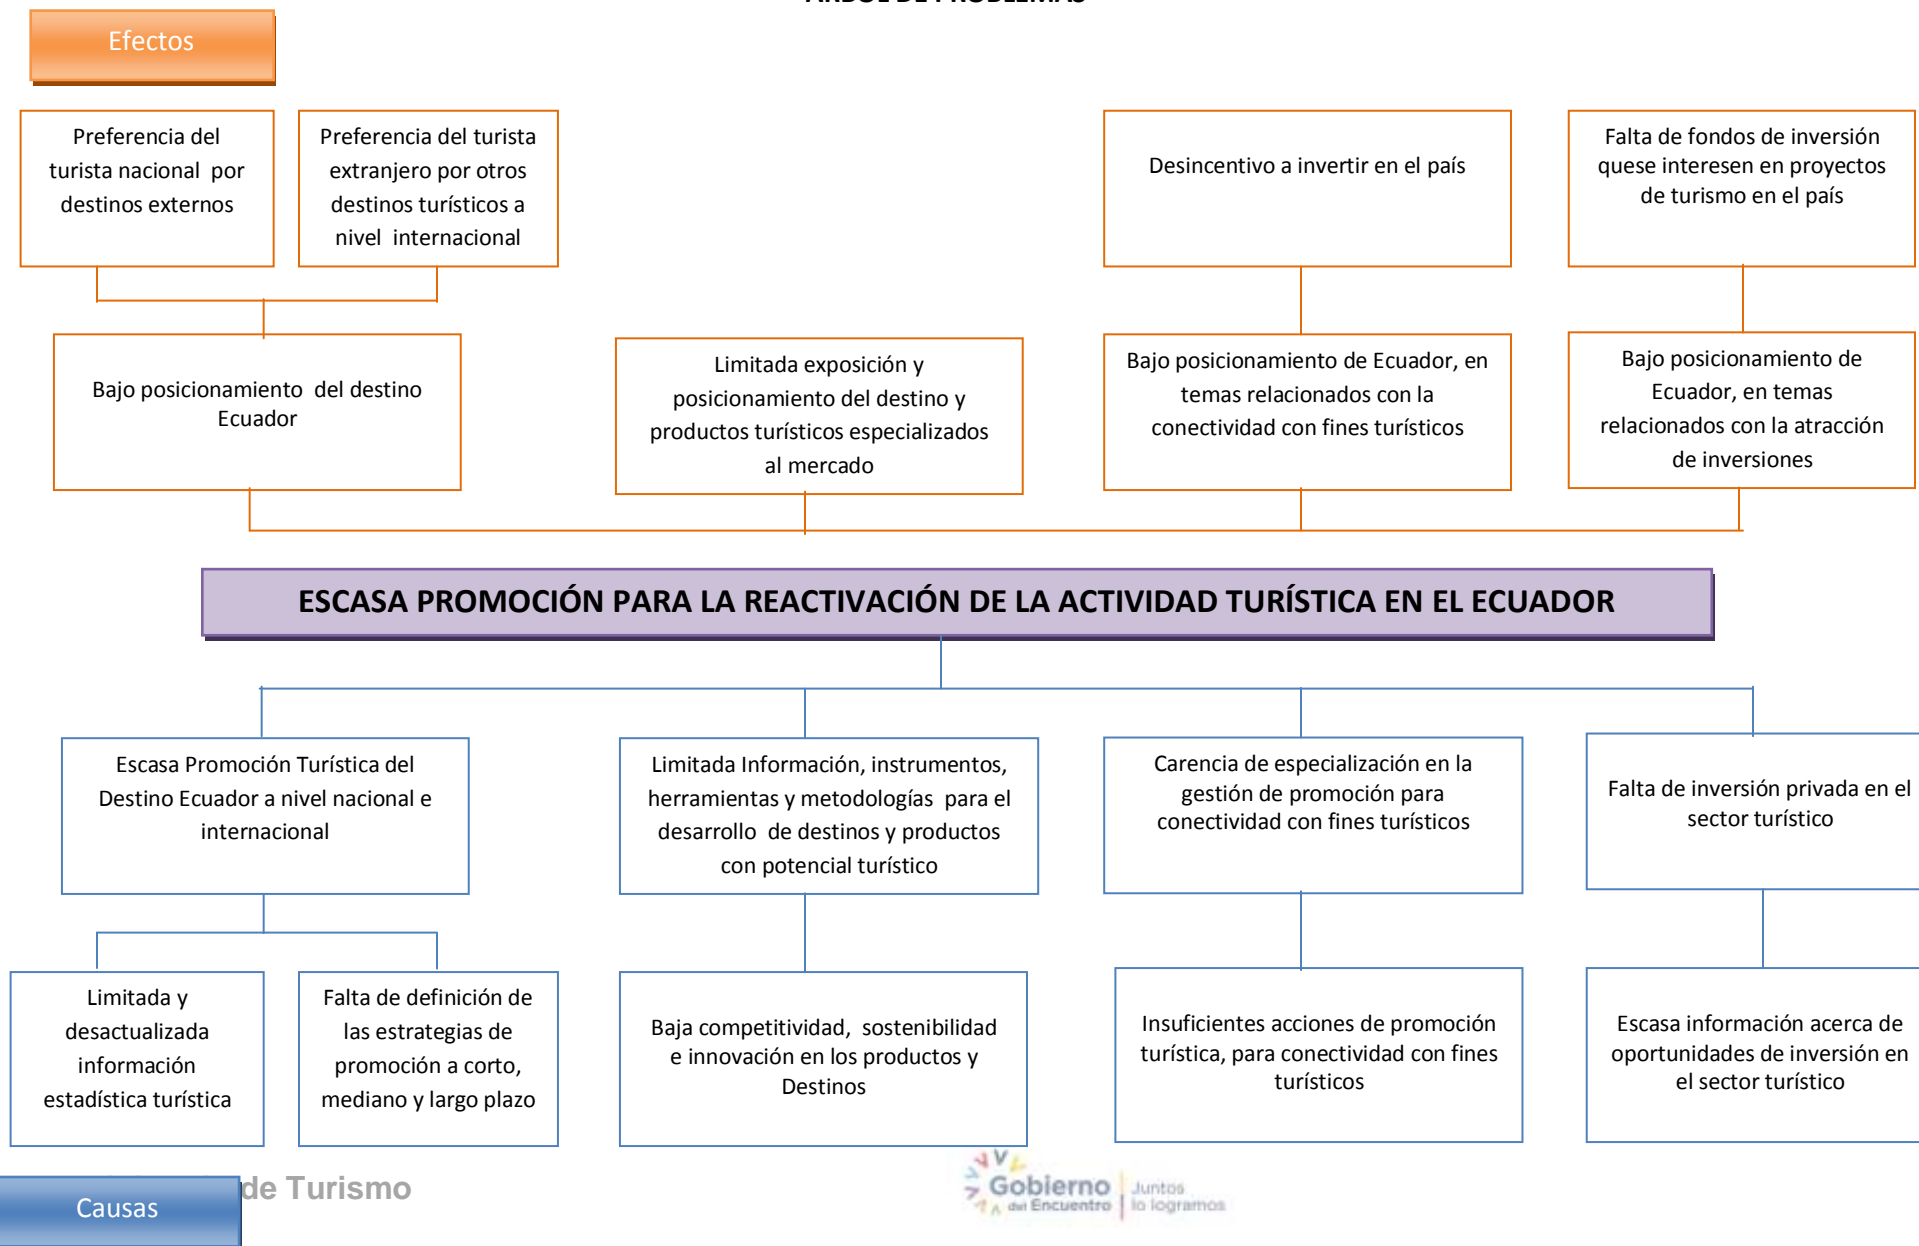 ÁRBOL DE PROBLEMAS
Efectos
Preferencia del
turista nacional por
destinos externos
Preferencia del turista
extranjero por otros
destinos turísticos a
nivel internacional
Desincentivo a invertir en el país
Falta de fondos de inversión
quese interesen en proyectos
de turismo en el país
Bajo posicionamiento del destino
Ecuador
Limitada exposición y
posicionamiento del destino y
productos turísticos especializados
al mercado
Bajo posicionamiento de Ecuador, en
temas relacionados con la
conectividad con fines turísticos
Bajo posicionamiento de
Ecuador, en temas
relacionados con la atracción
de inversiones
ESCASA PROMOCIÓN PARA LA REACTIVACIÓN DE LA ACTIVIDAD TURÍSTICA EN EL ECUADOR
Escasa Promoción Turística del
Destino Ecuador a nivel nacional e
internacional
Limitada Información, instrumentos,
herramientas y metodologías para el
desarrollo de destinos y productos
con potencial turístico
Carencia de especialización en la
gestión de promoción para
conectividad con fines turísticos
Falta de inversión privada en el
sector turístico
Limitada y
desactualizada
información
estadística turística
Falta de definición de
las estrategias de
promoción a corto,
mediano y largo plazo
Baja competitividad, sostenibilidad
e innovación en los productos y
Destinos
Insuficientes acciones de promoción
turística, para conectividad con fines
turísticos
Escasa información acerca de
oportunidades de inversión en
el sector turístico
Causas
de Turismo
Gobierno
del Encuentro
Juntos
lo logramos